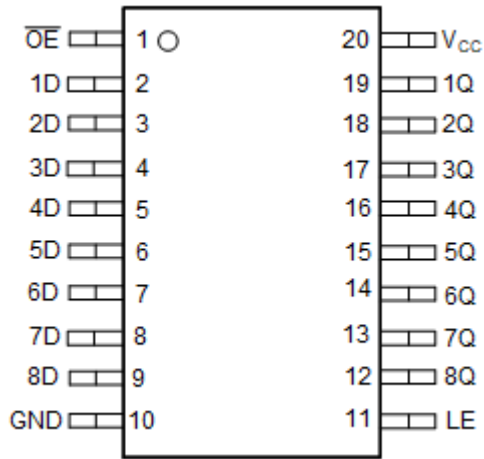 O̅E̅ 1 20 VCC
1D 2 19 1Q
2D 3 18 2Q
3D 4 17 3Q
4D 5 16 4Q
5D 6 15 5Q
6D 7 14 6Q
7D 8 13 7Q
8D 9 12 8Q
GND 10 11 LE